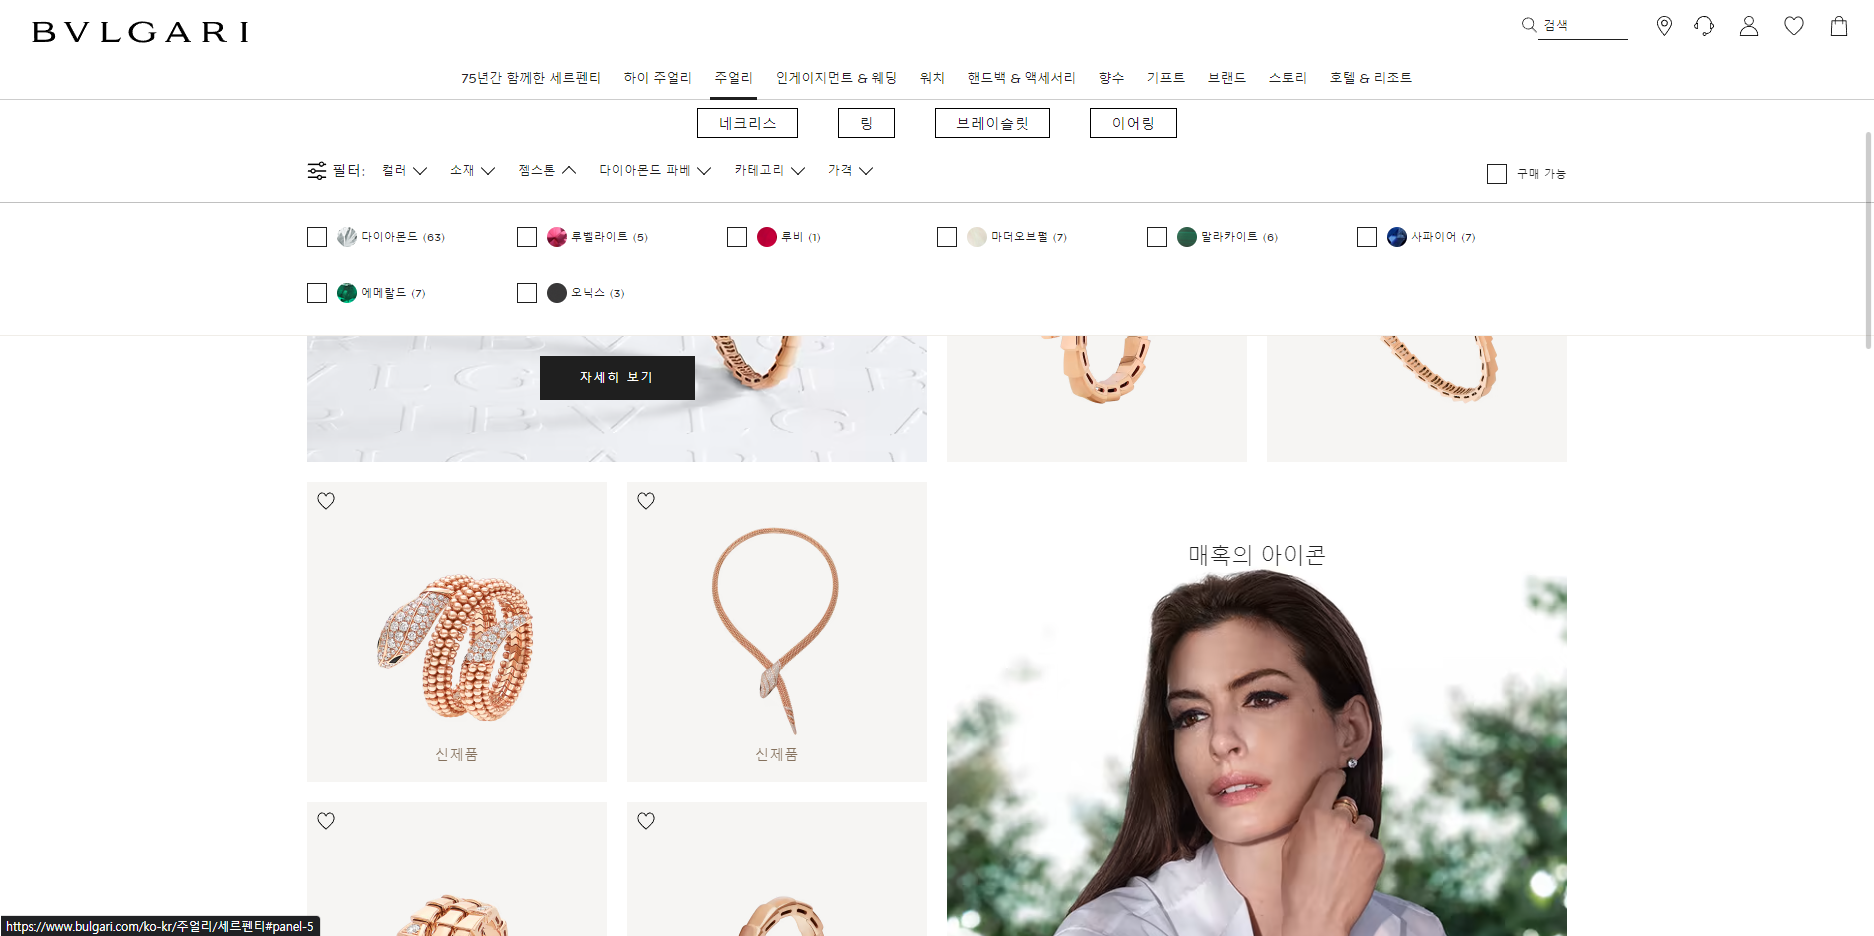 BVLGARI
검색
75년간 함께한 세르펜티 하이 주얼리 주얼리 인게이지먼트 & 웨딩 워치 핸드백 & 액세서리 향수 기프트 브랜드 스토리 호텔 & 리조트
네크리스 링 브레이슬릿 이어링
필터: 컬러 소재 젬스톤 다이아몬드 파베 카테고리 가격 구매 가능
다이아몬드 (63) 루벨라이트 (5) 루비 (1) 마더오브펄 (7) 말라카이트 (6) 사파이어 (7)
에메랄드 (7) 오닉스 (3)
자세히 보기
매혹의 아이콘
신제품 신제품
https://www.bulgari.com/ko-kr/주얼리/세르펜티#panel-5